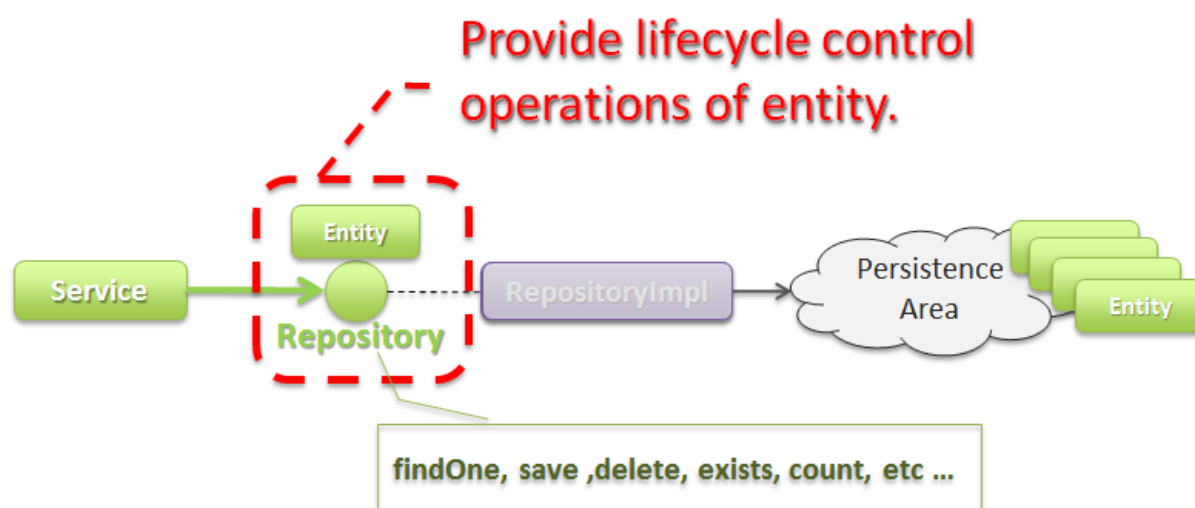 Provide lifecycle control
operations of entity.
Entity
Service
Repository
RepositoryImpl
Persistence
Area
Entity
findOne, save ,delete, exists, count, etc ...